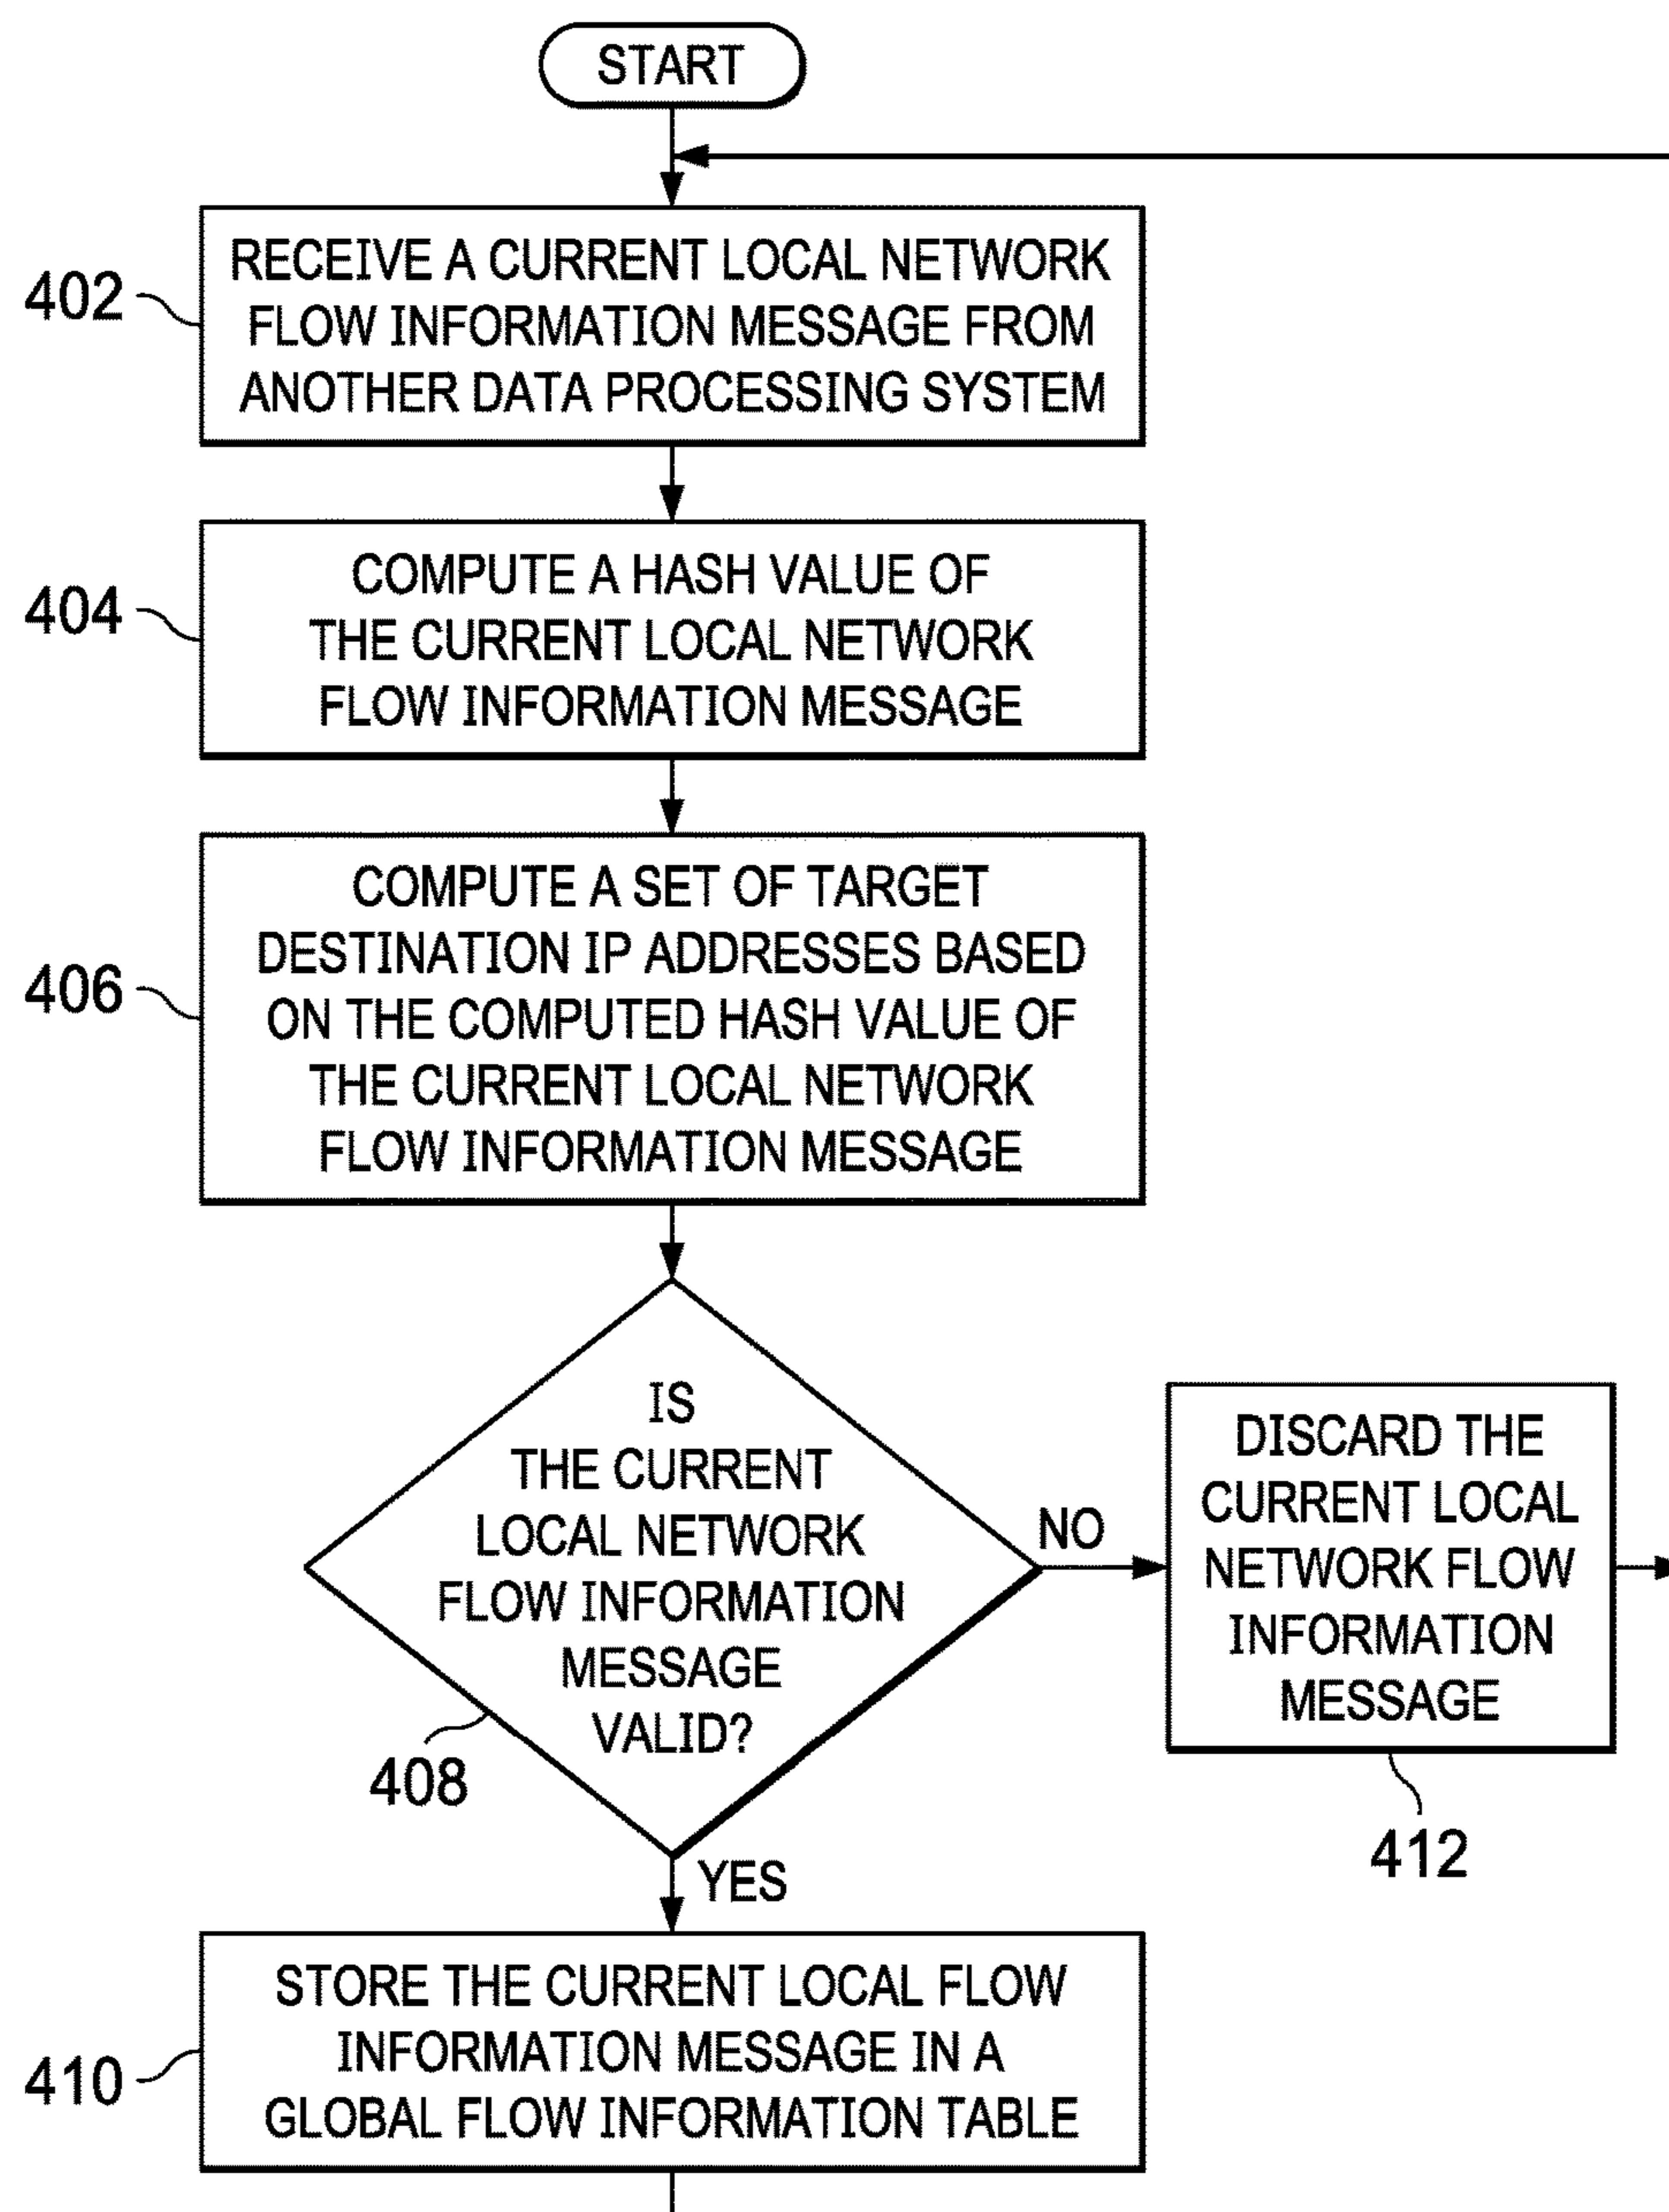 START
402
RECEIVE A CURRENT LOCAL NETWORK
FLOW INFORMATION MESSAGE FROM
ANOTHER DATA PROCESSING SYSTEM
404
COMPUTE A HASH VALUE OF
THE CURRENT LOCAL NETWORK
FLOW INFORMATION MESSAGE
406
COMPUTE A SET OF TARGET
DESTINATION IP ADDRESSES BASED
ON THE COMPUTED HASH VALUE OF
THE CURRENT LOCAL NETWORK
FLOW INFORMATION MESSAGE
IS
THE CURRENT
LOCAL NETWORK
FLOW INFORMATION
MESSAGE
VALID?
408
NO
DISCARD THE
CURRENT LOCAL
NETWORK FLOW
INFORMATION
MESSAGE
412
YES
410
STORE THE CURRENT LOCAL FLOW
INFORMATION MESSAGE IN A
GLOBAL FLOW INFORMATION TABLE